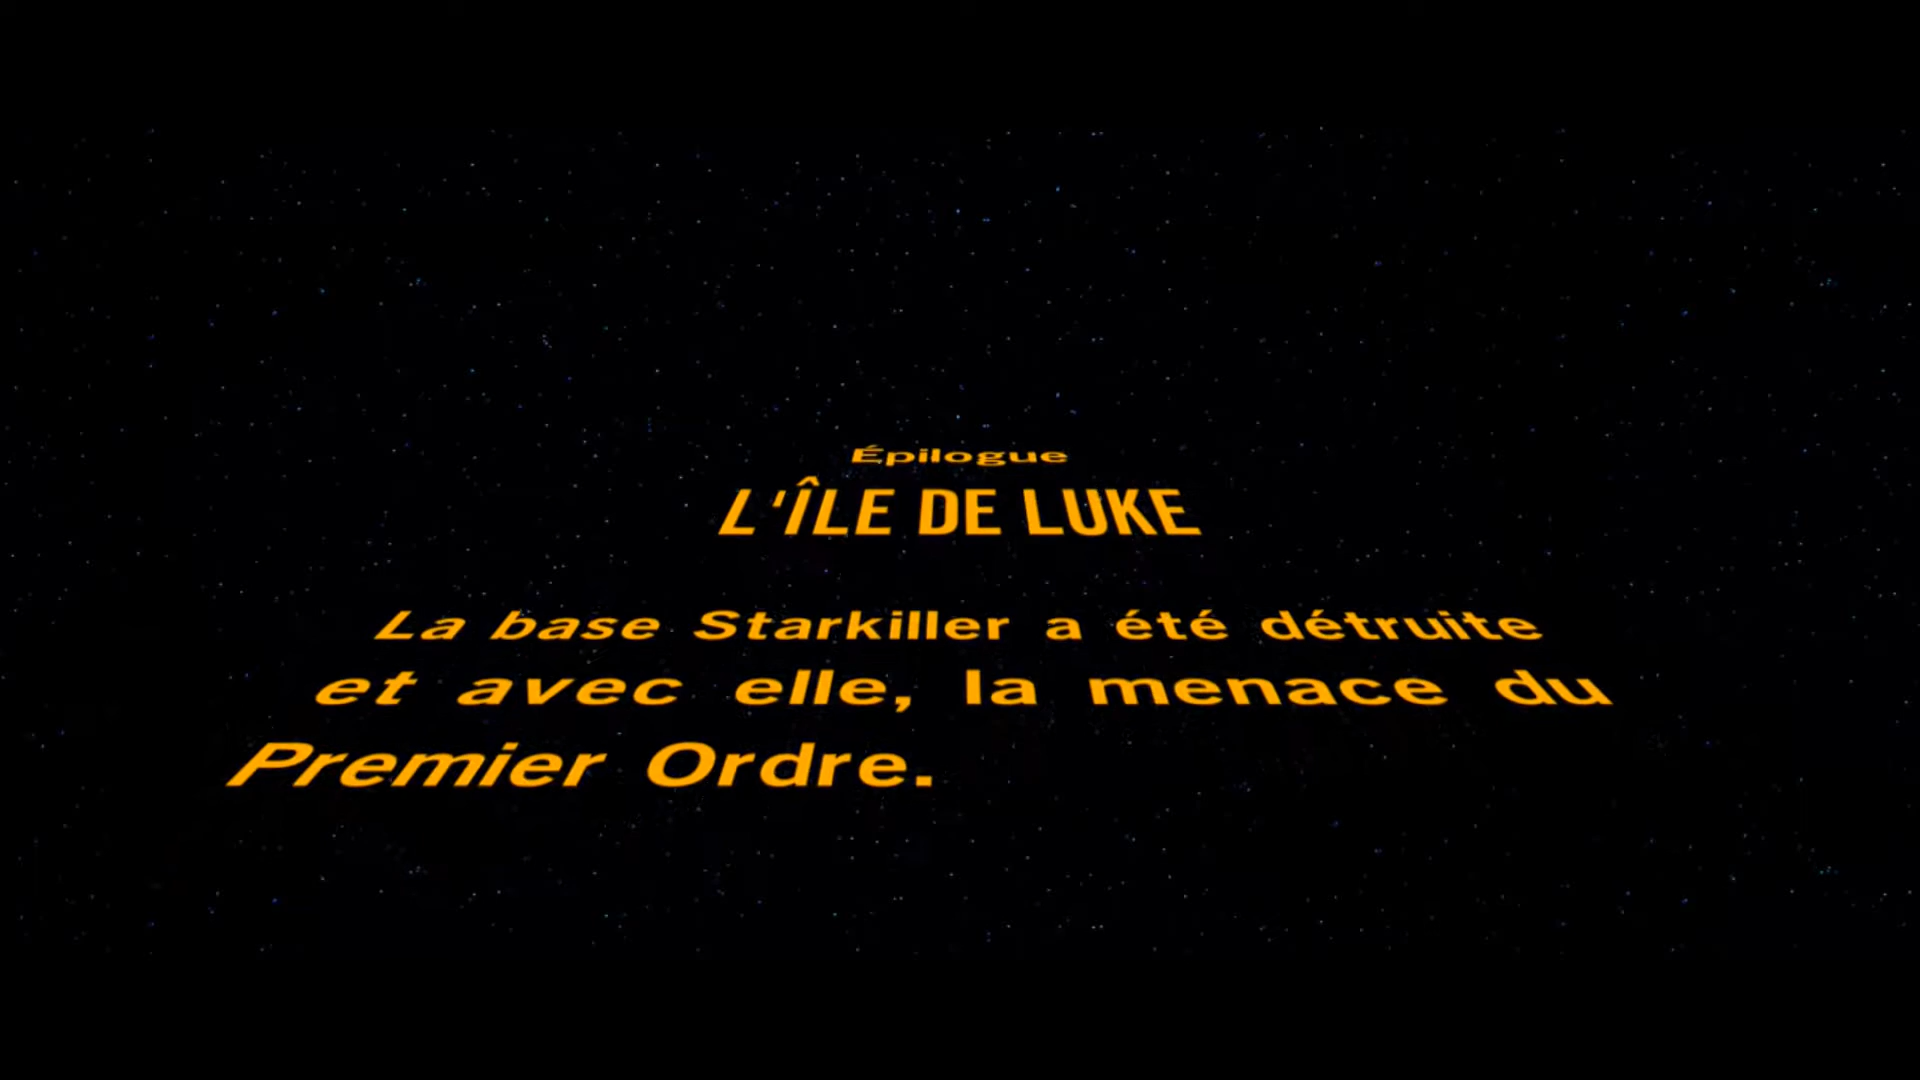 Épilogue
L'ÎLE DE LUKE
La base Starkiller a été détruite
et avec elle, la menace du
Premier Ordre.